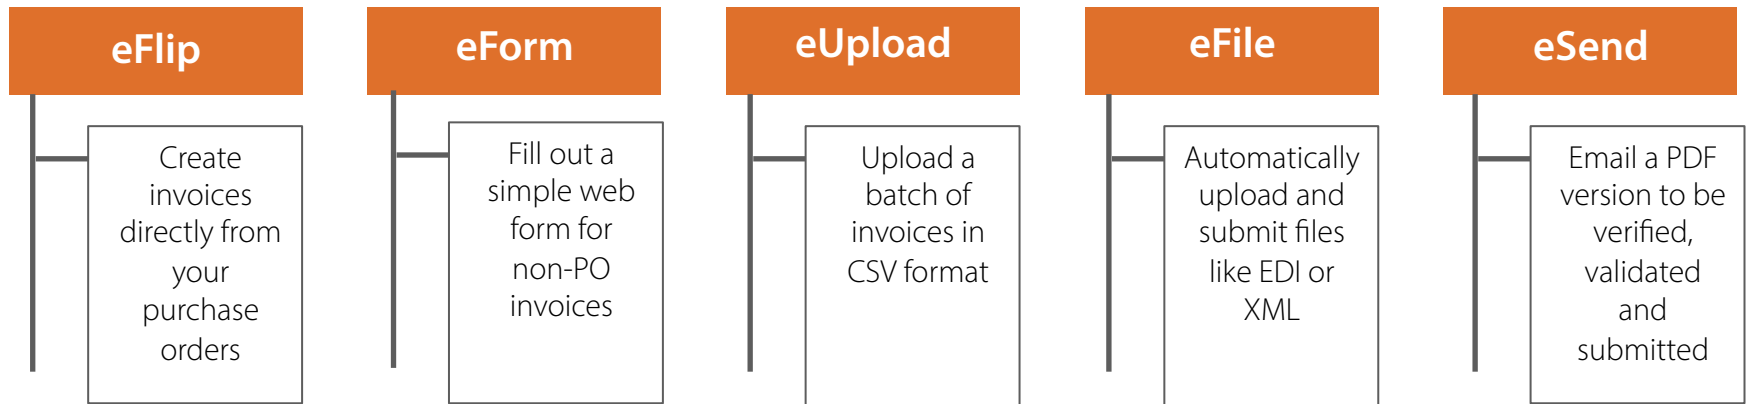 eFlip
Create
invoices
directly from
your
purchase
orders
eForm
Fill out a
simple web
form for
non-PO
invoices
eUpload
Upload a
batch of
invoices in
CSV format
eFile
Automatically
upload and
submit files
like EDI or
XML
eSend
Email a PDF
version to be
verified,
validated
and
submitted